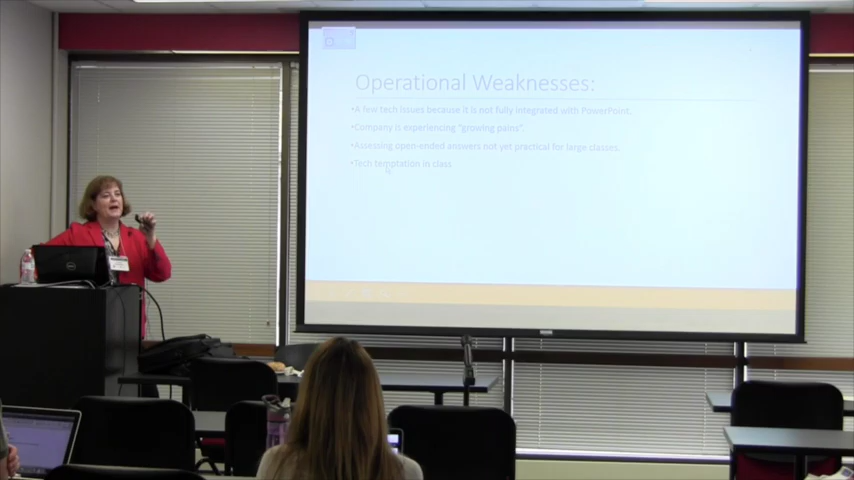 Operational Weaknesses:
•A few tech issues because it is not fully integrated with PowerPoint.
•Company is experiencing "growing pains".
•Assessing open-ended answers not yet practical for large classes.
•Tech temptation in class